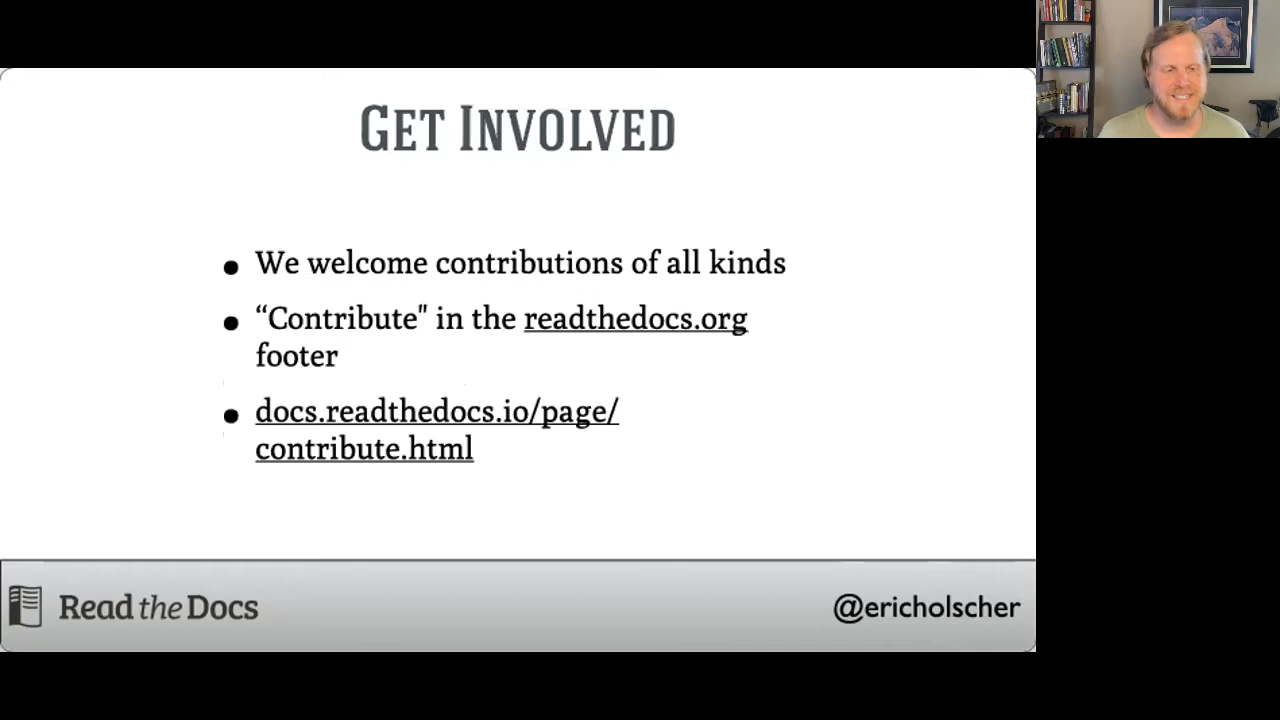 GET INVOLVED
• We welcome contributions of all kinds
• “Contribute" in the readthedocs.org
footer
• docs.readthedocs.io/page/
contribute.html
Read the Docs
@ericholscher